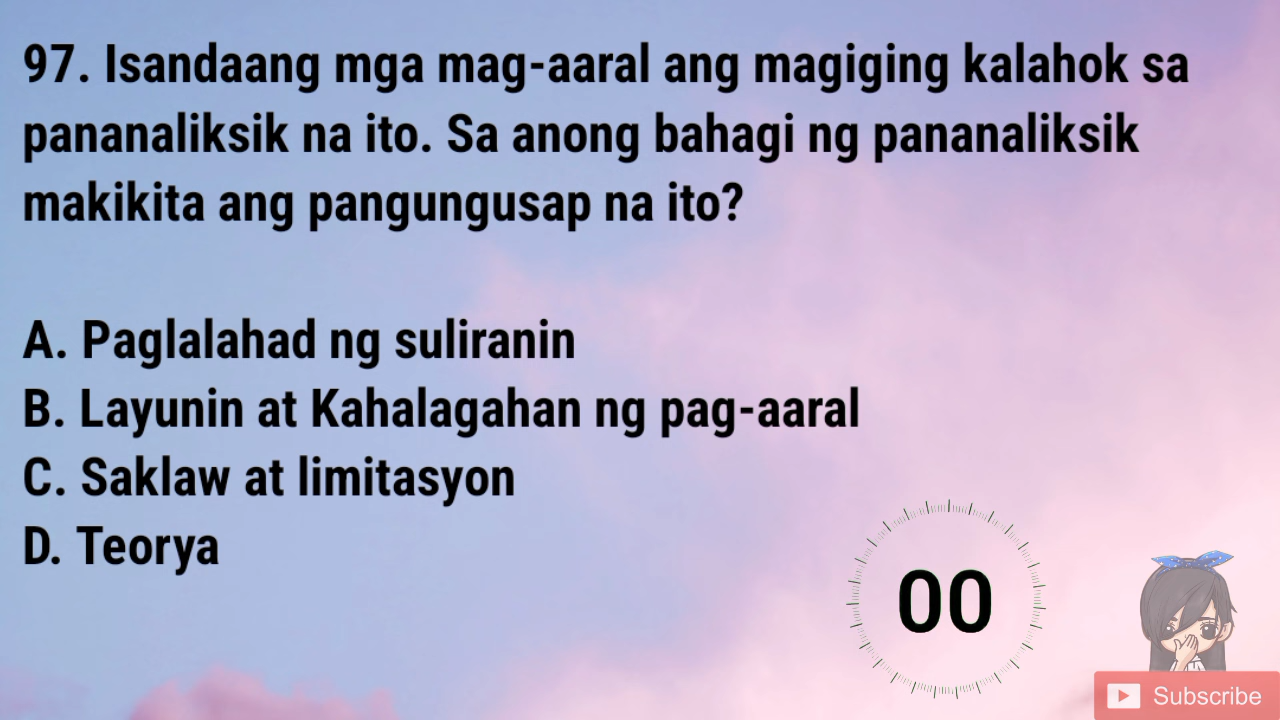 97. Isandaang mga mag-aaral ang magiging kalahok sa
pananaliksik na ito. Sa anong bahagi ng pananaliksik
makikita ang pangungusap na ito?
A. Paglalahad ng suliranin
B. Layunin at Kahalagahan ng pag-aaral
C. Saklaw at limitasyon
D. Teorya
00
Subscribe